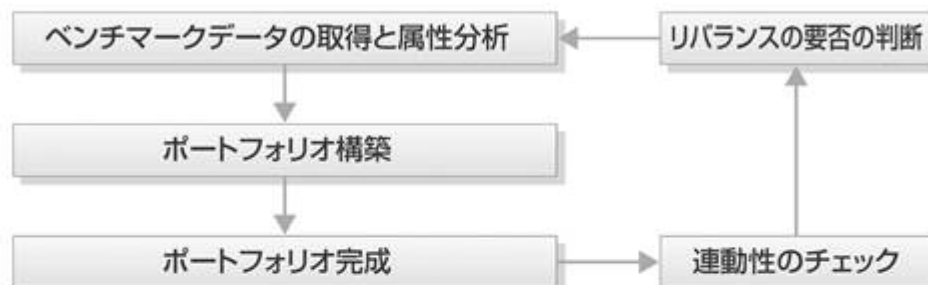 ベンチマークデータの取得と属性分析
リバランスの要否の判断
ポートフォリオ構築
ポートフォリオ完成
連動性のチェック